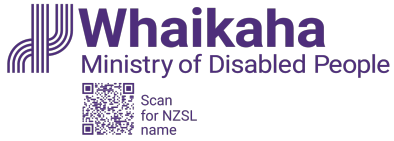 Whaikaha
Ministry of Disabled People
Scan
for NZSL
name